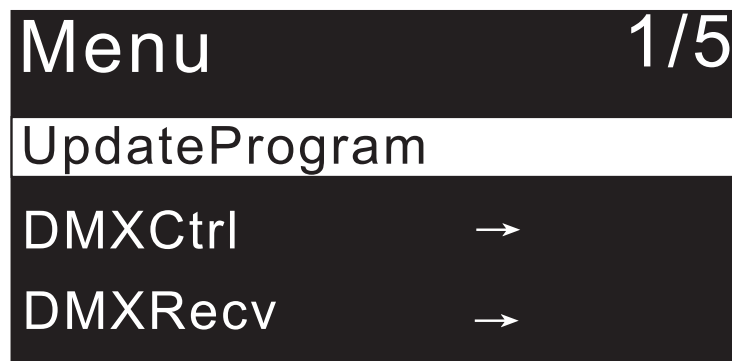 Menu 1/5
UpdateProgram
DMXCtrl →
DMXRecv →